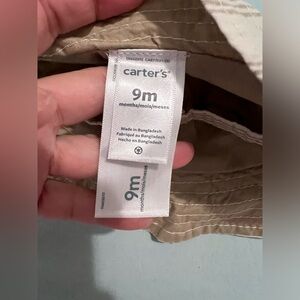 carter's®
9m
months/mois/meses
Made in Bangladesh
Fabriqué au Bangladesh
Hecho en Bangladesh
9m
months/mois/meses